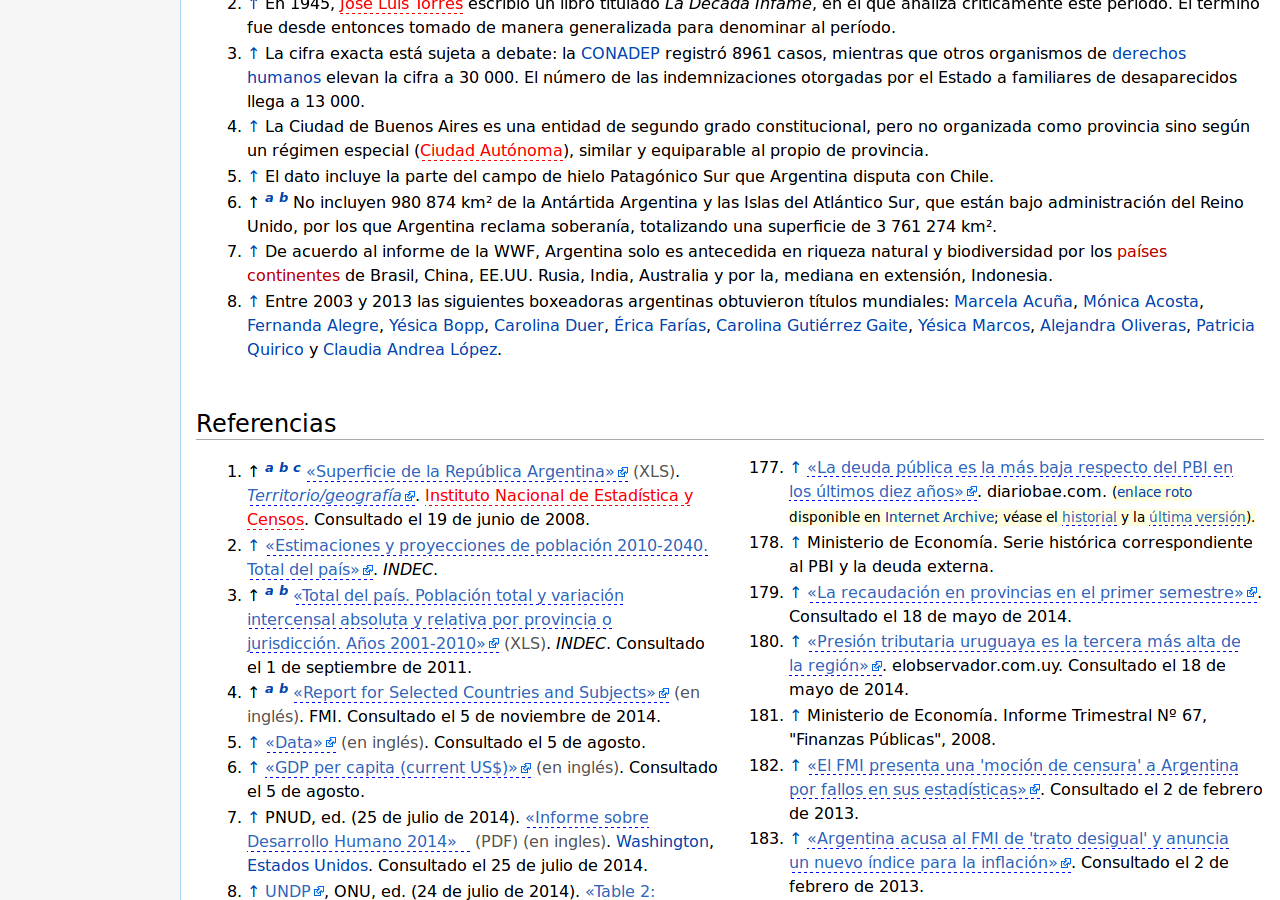 2. ↑ En 1945, José Luis Torres escribió un libro titulado La Década Infame, en el que analiza críticamente este período. El término
fue desde entonces tomado de manera generalizada para denominar al período.
3. ↑ La cifra exacta está sujeta a debate: la CONADEP registró 8961 casos, mientras que otros organismos de derechos
humanos elevan la cifra a 30 000. El número de las indemnizaciones otorgadas por el Estado a familiares de desaparecidos
llega a 13 000.
4. ↑ La Ciudad de Buenos Aires es una entidad de segundo grado constitucional, pero no organizada como provincia sino según
un régimen especial (Ciudad Autónoma), similar y equiparable al propio de provincia.
5. ↑ El dato incluye la parte del campo de hielo Patagónico Sur que Argentina disputa con Chile.
6. ↑ a b No incluyen 980 874 km² de la Antártida Argentina y las Islas del Atlántico Sur, que están bajo administración del Reino
Unido, por los que Argentina reclama soberanía, totalizando una superficie de 3 761 274 km².
7. ↑ De acuerdo al informe de la WWF, Argentina solo es antecedida en riqueza natural y biodiversidad por los países
continentes de Brasil, China, EE.UU. Rusia, India, Australia y por la, mediana en extensión, Indonesia.
8. ↑ Entre 2003 y 2013 las siguientes boxeadoras argentinas obtuvieron títulos mundiales: Marcela Acuña, Mónica Acosta,
Fernanda Alegre, Yésica Bopp, Carolina Duer, Érica Farías, Carolina Gutiérrez Gaite, Yésica Marcos, Alejandra Oliveras, Patricia
Quirico y Claudia Andrea López.
Referencias
1. ↑ a b c «Superficie de la República Argentina» (XLS).
Territorio/geografía. Instituto Nacional de Estadística y
Censos. Consultado el 19 de junio de 2008.
2. ↑ «Estimaciones y proyecciones de población 2010-2040.
Total del país». INDEC.
3. ↑ a b «Total del país. Población total y variación
intercensal absoluta y relativa por provincia o
jurisdicción. Años 2001-2010» (XLS). INDEC. Consultado
el 1 de septiembre de 2011.
4. ↑ a b «Report for Selected Countries and Subjects» (en
inglés). FMI. Consultado el 5 de noviembre de 2014.
5. ↑ «Data» (en inglés). Consultado el 5 de agosto.
6. ↑ «GDP per capita (current US$)» (en inglés). Consultado
el 5 de agosto.
7. ↑ PNUD, ed. (25 de julio de 2014). «Informe sobre
Desarrollo Humano 2014» (PDF) (en ingles). Washington,
Estados Unidos. Consultado el 25 de julio de 2014.
8. ↑ UNDP, ONU, ed. (24 de julio de 2014). «Table 2:
177. ↑ «La deuda pública es la más baja respecto del PBI en
los últimos diez años». diariobae.com. (enlace roto
disponible en Internet Archive; véase el historial y la última versión).
178. ↑ Ministerio de Economía. Serie histórica correspondiente
al PBI y la deuda externa.
179. ↑ «La recaudación en provincias en el primer semestre».
Consultado el 18 de mayo de 2014.
180. ↑ «Presión tributaria uruguaya es la tercera más alta de
la región». elobservador.com.uy. Consultado el 18 de
mayo de 2014.
181. ↑ Ministerio de Economía. Informe Trimestral Nº 67,
"Finanzas Públicas", 2008.
182. ↑ «El FMI presenta una 'moción de censura' a Argentina
por fallos en sus estadísticas». Consultado el 2 de febrero
de 2013.
183. ↑ «Argentina acusa al FMI de 'trato desigual' y anuncia
un nuevo índice para la inflación». Consultado el 2 de
febrero de 2013.